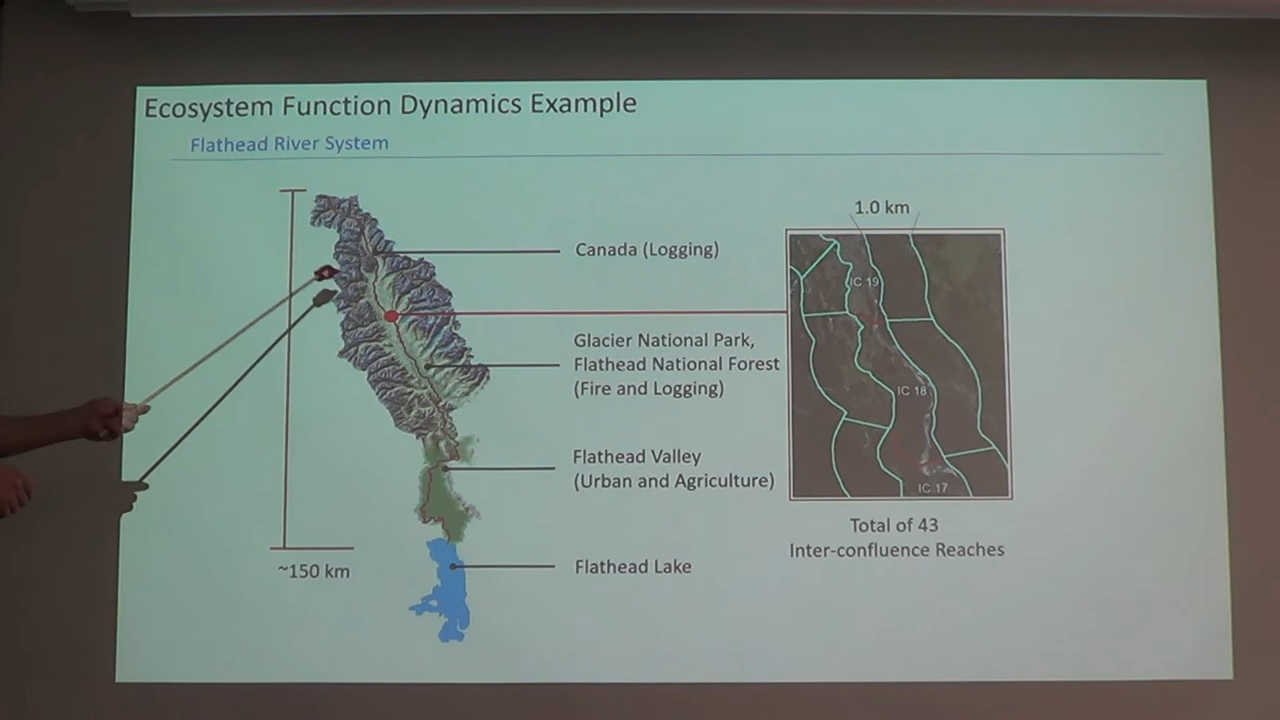 Ecosystem Function Dynamics Example
Flathead River System
1.0 km
Canada (Logging)
IC 19
Glacier National Park,
Flathead National Forest
(Fire and Logging)
IC 18
Flathead Valley
(Urban and Agriculture)
IC 17
Total of 43
Inter-confluence Reaches
Flathead Lake
~150 km